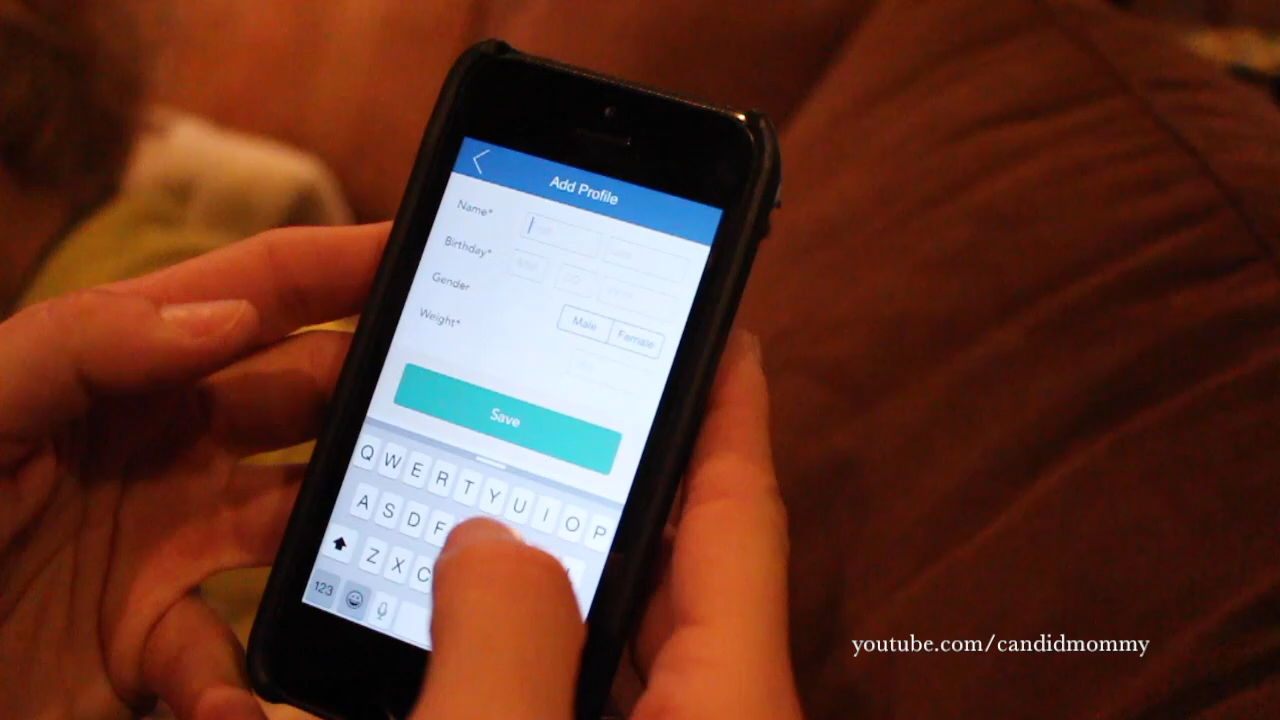 Add Profile
Name*
Birthday*
Gender
Male Female
Weight*
Save
Q W E R T Y U I O P
A S D F
Z X C
123
youtube.com/candidmommy